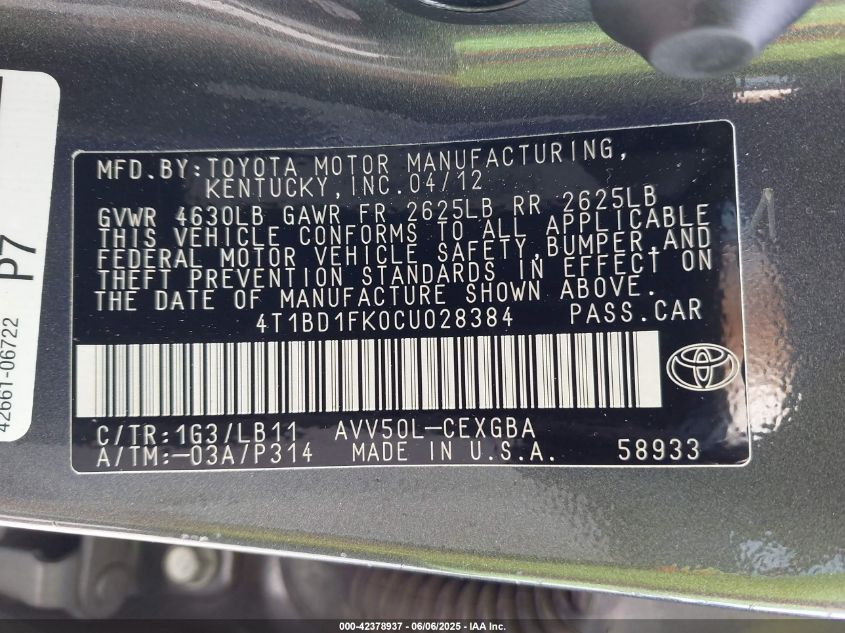 MFD.BY:TOYOTA MOTOR MANUFACTURING,
KENTUCKY,INC.04/12
GVWR 4630LB GAWR FR 2625LB RR 2625LB
THIS VEHICLE CONFORMS TO ALL APPLICABLE
FEDERAL MOTOR VEHICLE SAFETY,BUMPER,AND
THEFT PREVENTION STANDARDS IN EFFECT ON
THE DATE OF MANUFACTURE SHOWN ABOVE.
4T1BD1FK0CU028384 PASS.CAR
C/TR:1G3/LB11 AVV50L-CEXGBA
A/TM:-03A/P314 MADE IN U.S.A. 58933
42661-06722 P7
000-42378937 - 06/06/2025 - IAA Inc.